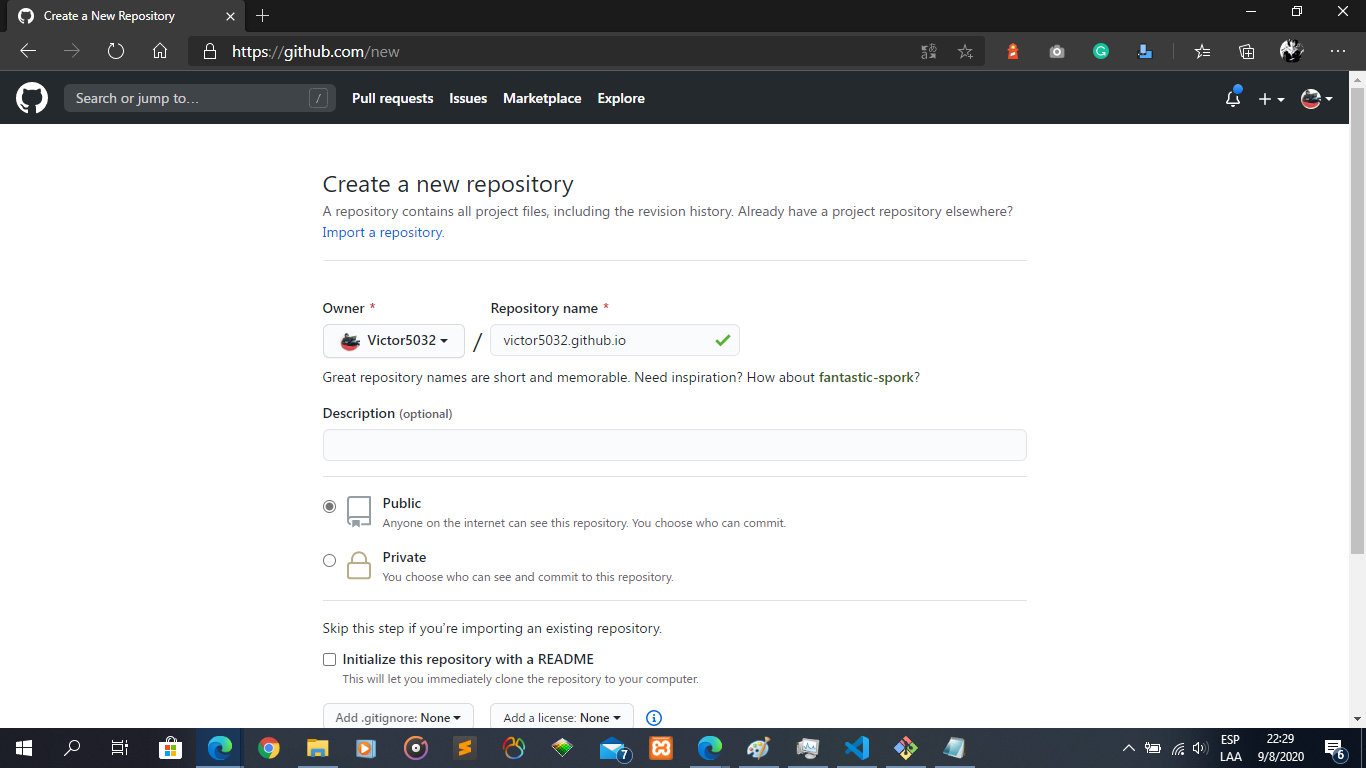 Create a New Repository
https://github.com/new
Search or jump to...
/
Pull requests
Issues
Marketplace
Explore
Create a new repository
A repository contains all project files, including the revision history. Already have a project repository elsewhere?
Import a repository.
Owner *
Repository name *
Victor5032
/
victor5032.github.io
Great repository names are short and memorable. Need inspiration? How about fantastic-spork?
Description (optional)
Public
Anyone on the internet can see this repository. You choose who can commit.
Private
You choose who can see and commit to this repository.
Skip this step if you're importing an existing repository.
Initialize this repository with a README
This will let you immediately clone the repository to your computer.
Add .gitignore: None
Add a license: None
7
ESP
LAA
22:29
9/8/2020
6